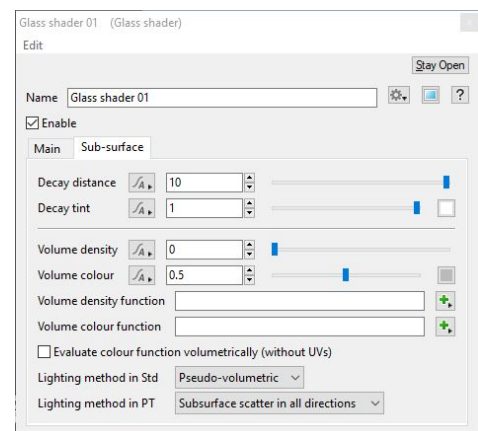 Glass shader 01 (Glass shader)
Edit
Stay Open
Name Glass shader 01 ?
Enable
Main Sub-surface
Decay distance 10
Decay tint 1
Volume density 0
Volume colour 0.5
Volume density function
Volume colour function
Evaluate colour function volumetrically (without UVs)
Lighting method in Std Pseudo-volumetric
Lighting method in PT Subsurface scatter in all directions